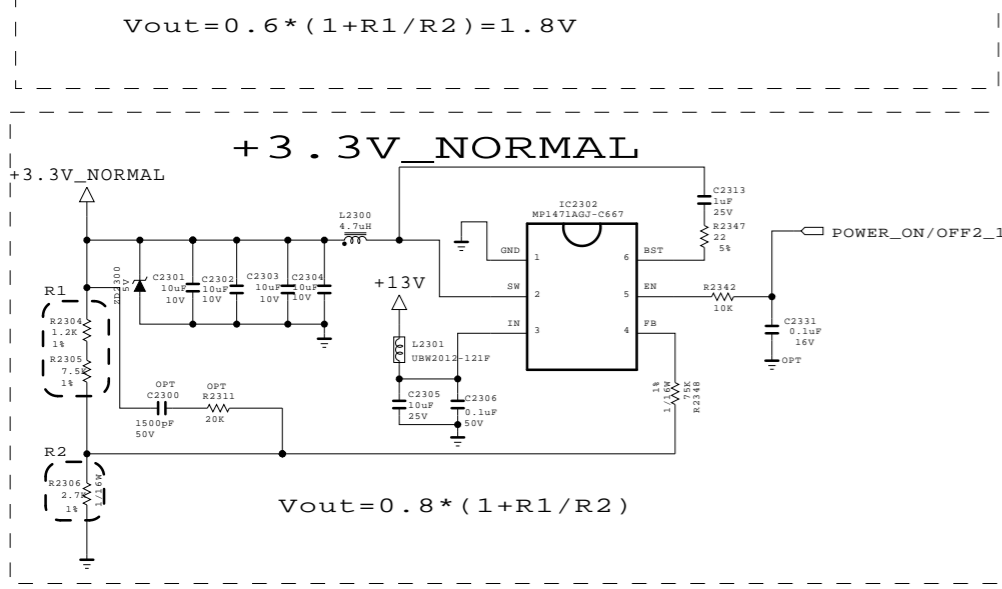 Vout=0.6*(1+R1/R2)=1.8V
+3.3V_NORMAL
+3.3V_NORMAL
C2313
1uF
25V
R2347
22
5%
IC2302
MP1471AGJ-C667
L2300
4.7uH
POWER_ON/OFF2_1
GND
1
6
BST
SW
2
5
EN
IN
3
4
FB
R2342
10K
C2331
0.1uF
16V
OPT
ZD2300
5V
C2301
10uF
10V
C2302
10uF
10V
C2303
10uF
10V
C2304
10uF
10V
+13V
L2301
UBW2012-121F
R1
R2304
1.2K
1%
R2305
7.5K
1%
OPT
C2300
1500pF
50V
OPT
R2311
20K
C2305
10uF
25V
C2306
0.1uF
50V
1%
1/16W
75K
R2348
R2
R2306
2.7K
1%
1/16W
Vout=0.8*(1+R1/R2)